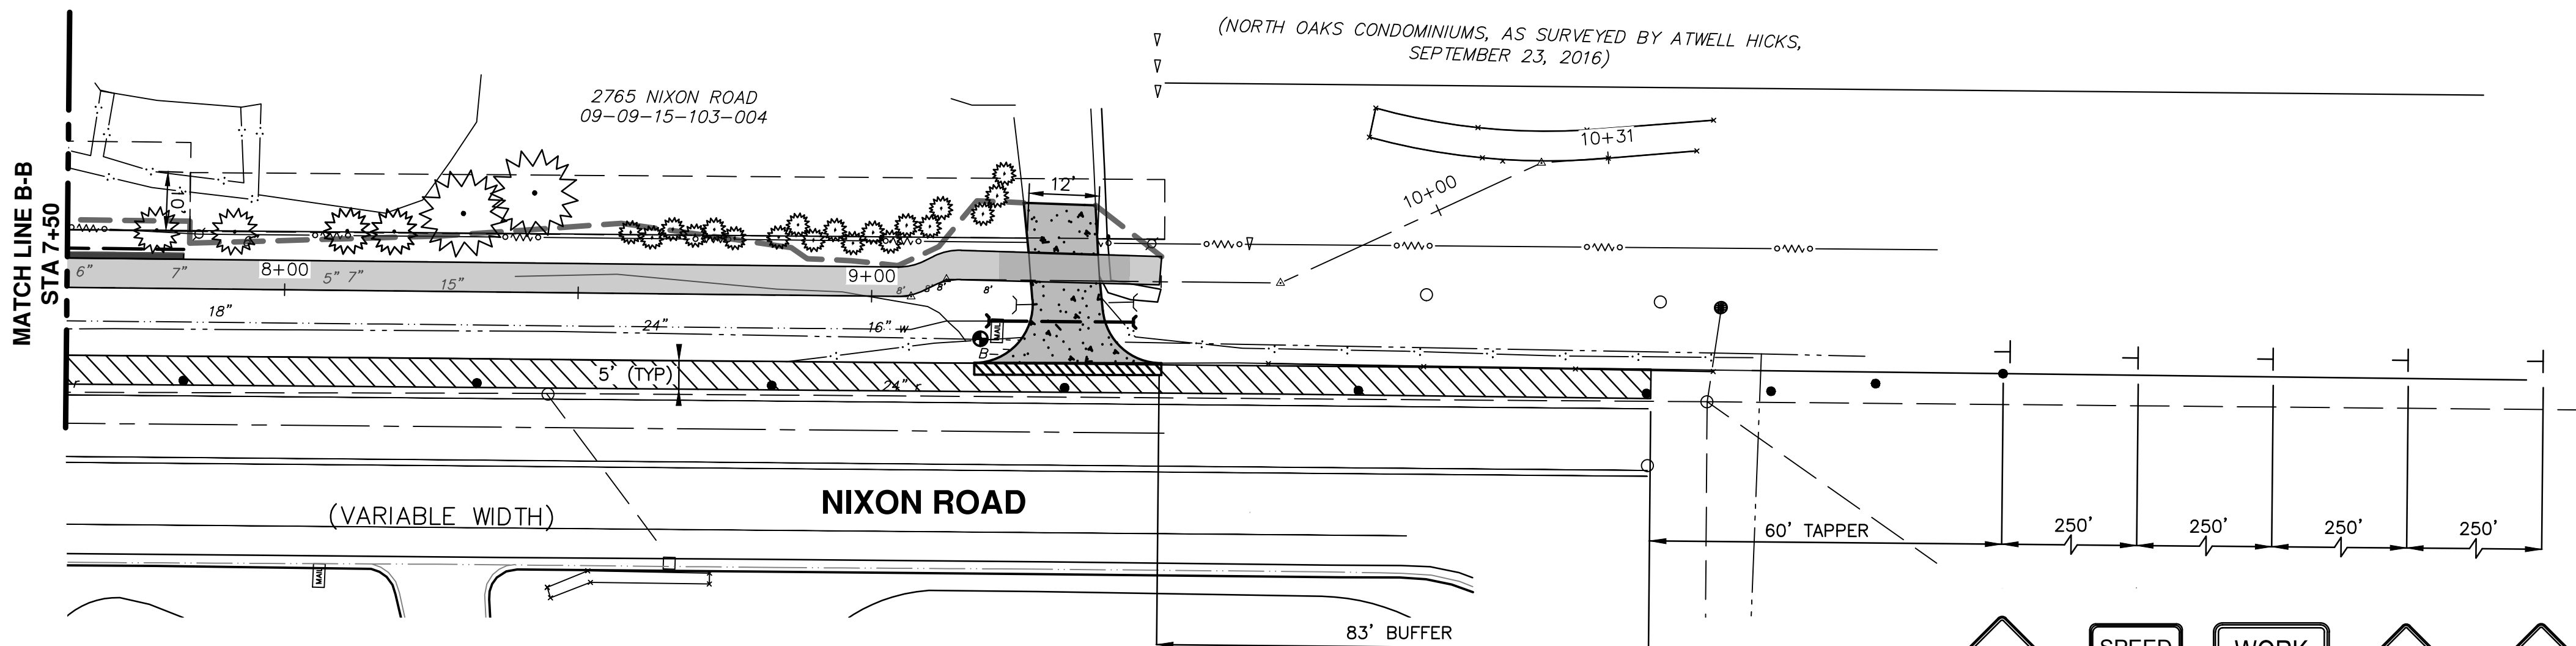 (NORTH OAKS CONDOMINIUMS, AS SURVEYED BY ATWELL HICKS,
SEPTEMBER 23, 2016)
2765 NIXON ROAD
09-09-15-103-004
MATCH LINE B-B
STA 7+50
10+31
10+00
12'
6" 7" 8+00 5" 7" 15" 9+00 8' 8' 8" 8'
18" 24" 16" w
MAIL
B
r 5' (TYP) 24" r
NIXON ROAD
(VARIABLE WIDTH)
60' TAPPER 250' 250' 250' 250'
MAIL
83' BUFFER
SPEED WORK